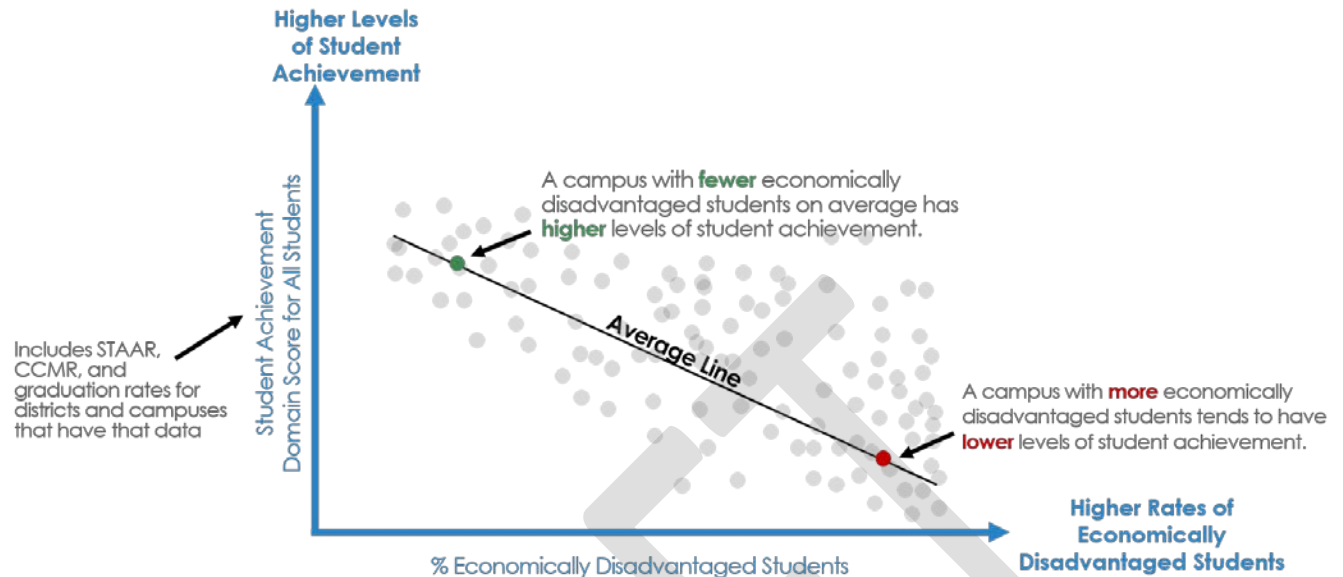 Higher Levels
of Student
Achievement
Student Achievement
Domain Score for All Students
Includes STAAR,
CCMR, and
graduation rates for
districts and campuses
that have that data
A campus with fewer economically
disadvantaged students on average has
higher levels of student achievement.
Average Line
A campus with more economically
disadvantaged students tends to have
lower levels of student achievement.
% Economically Disadvantaged Students
Higher Rates of
Economically
Disadvantaged Students